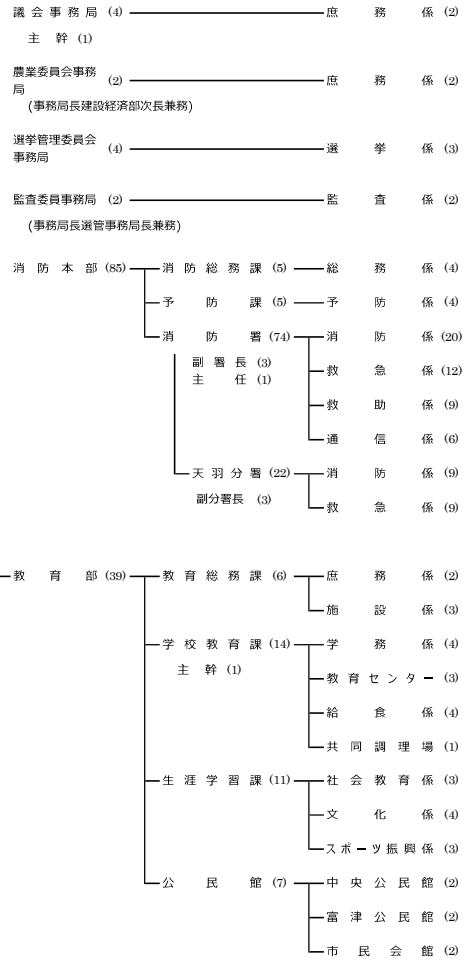 議会事務局 (4) 庶務係 (2)
主幹 (1)
農業委員会事務局 (2) 庶務係 (2)
(事務局長建設経済部次長兼務)
選挙管理委員会事務局 (4) 選挙係 (3)
監査委員事務局 (2) 監査係 (2)
(事務局長選管事務局長兼務)
消防本部 (85) 消防総務課 (5) 総務係 (4)
予防課 (5) 予防係 (4)
消防署 (74) 消防係 (20)
副署長 (3)
主任 (1)
救急係 (12)
救助係 (9)
通信係 (6)
天羽分署 (22) 消防係 (9)
副分署長 (3)
救急係 (9)
教育部 (39) 教育総務課 (6) 庶務係 (2)
施設係 (3)
学校教育課 (14) 学務係 (4)
主幹 (1)
教育センター (3)
給食係 (4)
共同調理場 (1)
生涯学習課 (11) 社会教育係 (3)
文化係 (4)
スポーツ振興係 (3)
公民館 (7) 中央公民館 (2)
富津公民館 (2)
市民会館 (2)